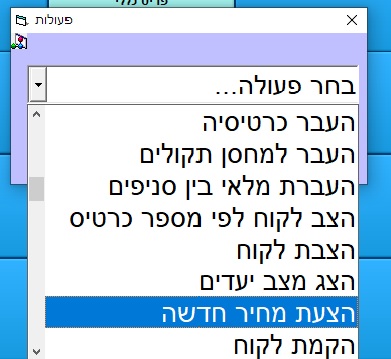 פריט כללי
פעולות
בחר פעולה...
העבר כרטיסיה
העבר למחסן תקולים
העברת מלאי בין סניפים
הצב לקוח לפי מספר כרטיס
הצבת לקוח
הצג מצב יעדים
הצעת מחיר חדשה
הקמת לקוח